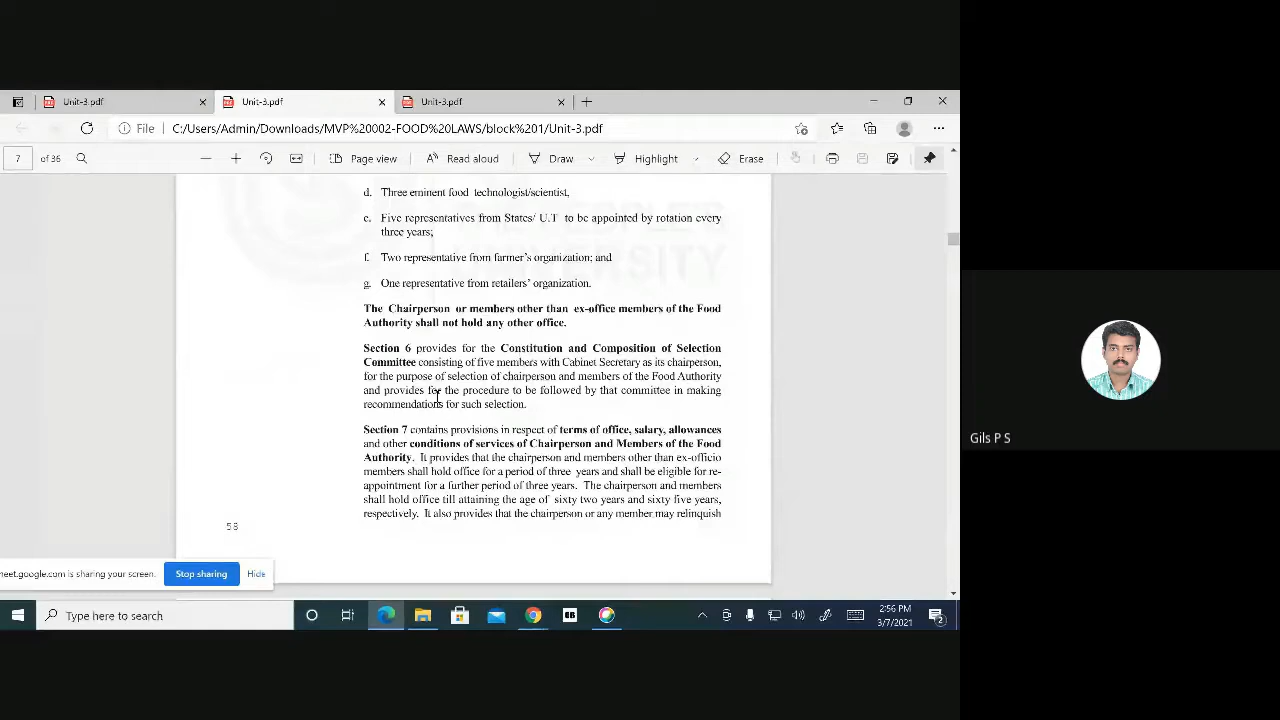 Unit-3.pdf
Unit-3.pdf
Unit-3.pdf
File
C:/Users/Admin/Downloads/MVP%20002-FOOD%20LAWS/block%201/Unit-3.pdf
7 of 36
Page view
Read aloud
Draw
Highlight
Erase
UNIVERSITY
d. Three eminent food technologist/scientist,
e. Five representatives from States/ U.T to be appointed by rotation every
three years;
f. Two representative from farmer's organization; and
g. One representative from retailers' organization.
The Chairperson or members other than ex-office members of the Food
Authority shall not hold any other office.
Section 6 provides for the Constitution and Composition of Selection
Committee consisting of five members with Cabinet Secretary as its chairperson,
for the purpose of selection of chairperson and members of the Food Authority
and provides for the procedure to be followed by that committee in making
recommendations for such selection.
Section 7 contains provisions in respect of terms of office, salary, allowances
and other conditions of services of Chairperson and Members of the Food
Authority. It provides that the chairperson and members other than ex-officio
members shall hold office for a period of three years and shall be eligible for re-
appointment for a further period of three years. The chairperson and members
shall hold office till attaining the age of sixty two years and sixty five years,
respectively. It also provides that the chairperson or any member may relinquish
58
neet.google.com is sharing your screen.
Stop sharing
Hide
Type here to search
2:56 PM
3/7/2021
2
Gils P S